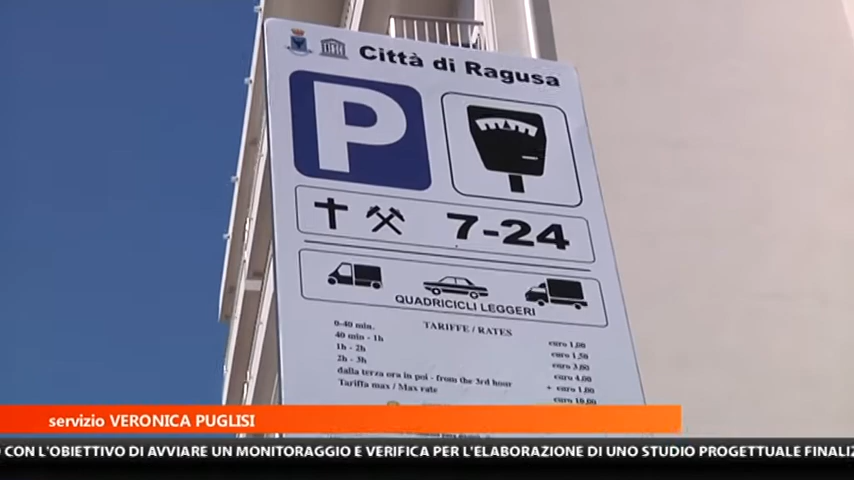 Città di Ragusa
P
7-24
QUADRICICLI LEGGERI
TARIFFE / RATES
0-40 min. euro 1,00
40 min - 1h euro 1,50
1h - 2h euro 3,00
2h - 3h euro 4,00
dalla terza ora in poi - from the 3rd hour + euro 1,00
Tariffa max / Max rate euro 10,00
servizio VERONICA PUGLISI
CON L'OBIETTIVO DI AVVIARE UN MONITORAGGIO E VERIFICA PER L'ELABORAZIONE DI UNO STUDIO PROGETTUALE FINALIZ